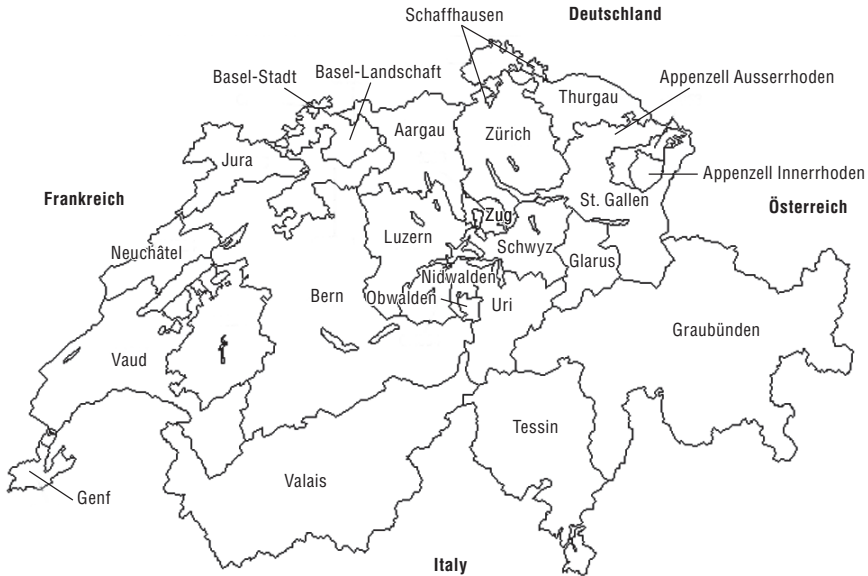 Schaffhausen
Deutschland
Basel-Stadt
Basel-Landschaft
Appenzell Ausserrhoden
Thurgau
Aargau
Zürich
Jura
Appenzell Innerrhoden
Frankreich
St. Gallen
Österreich
Zug
Luzern
Schwyz
Neuchâtel
Glarus
Nidwalden
Bern
Obwalden
Uri
Graubünden
Vaud
Tessin
Valais
Genf
Italy